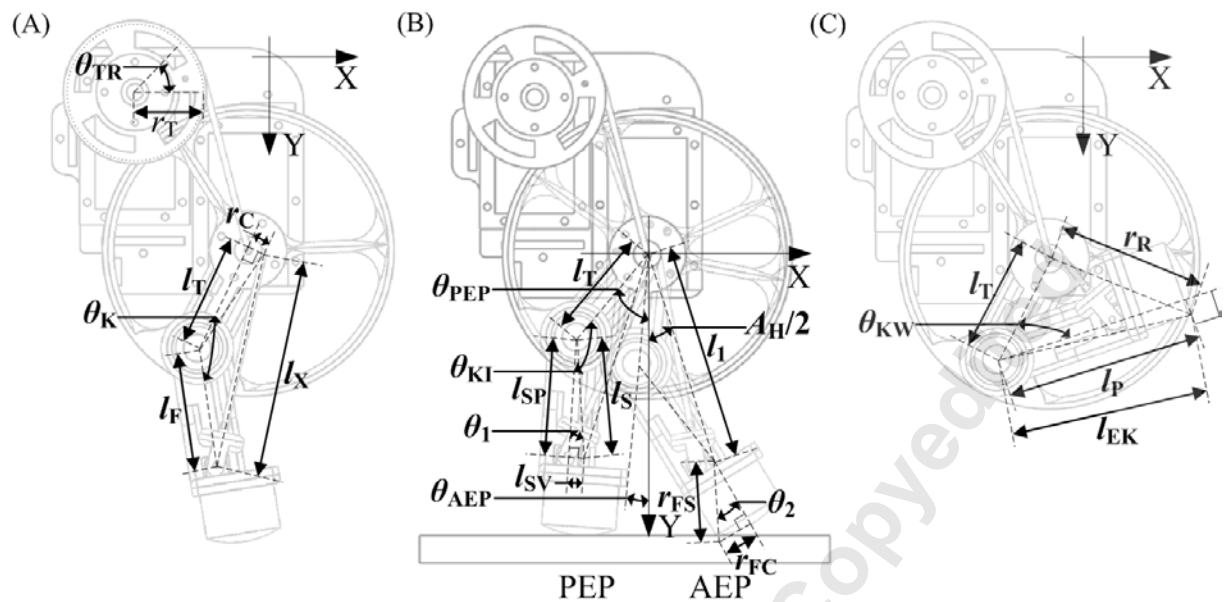 (A)
θTR
rT
X
Y
rC
lT
θK
lX
lF
(B)
X
lT
θPEP
AH/2
θKI
l1
lSP
lS
θ1
lSV
θAEP
rFS
Y
θ2
rFC
PEP
AEP
(C)
X
Y
rR
lT
θKW
lP
lEK
Copyed